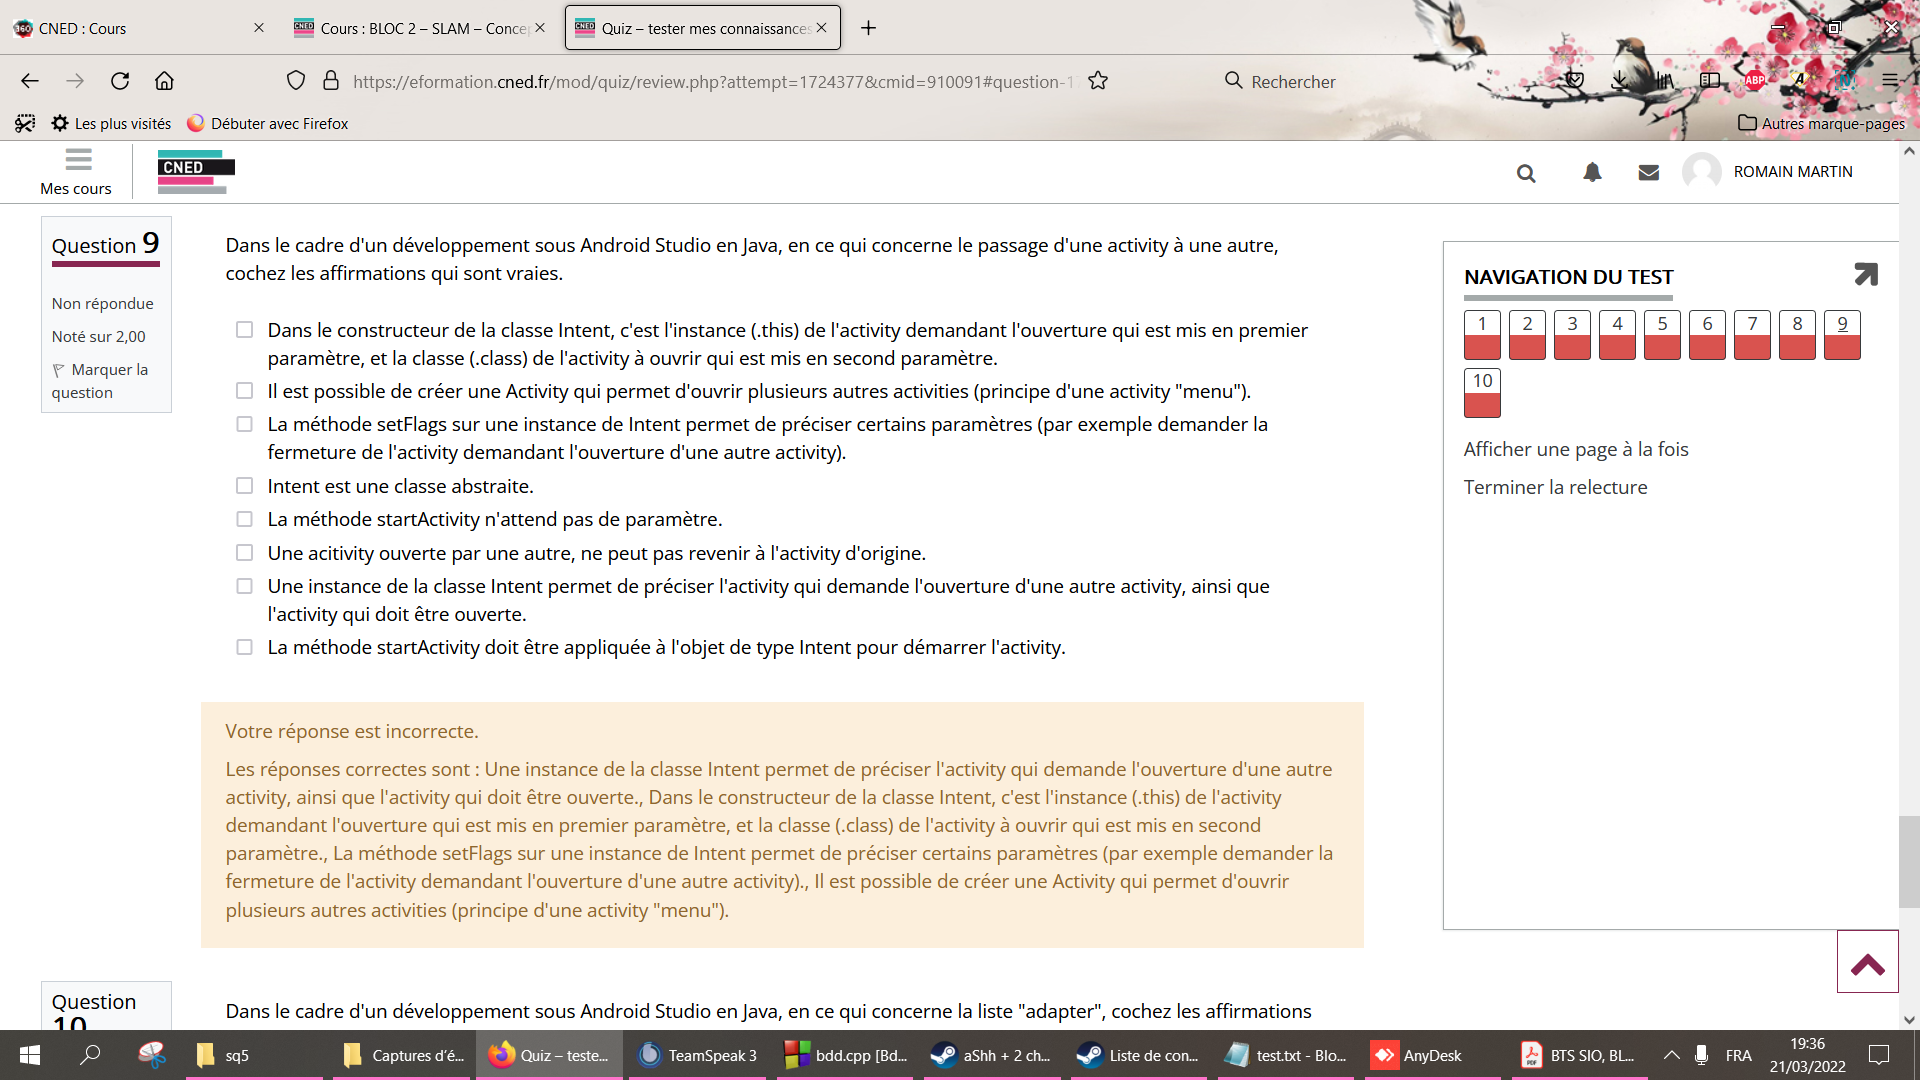 CNED : Cours
Cours : BLOC 2 – SLAM – Concep
Quiz – tester mes connaissances
https://eformation.cned.fr/mod/quiz/review.php?attempt=1724377&cmid=910091#question-1
Rechercher
ABP
Les plus visités
Débuter avec Firefox
Autres marque-pages
Mes cours
CNED
ROMAIN MARTIN
Question 9
Non répondue
Noté sur 2,00
Marquer la
question
Dans le cadre d'un développement sous Android Studio en Java, en ce qui concerne le passage d'une activity à une autre,
cochez les affirmations qui sont vraies.
Dans le constructeur de la classe Intent, c'est l'instance (.this) de l'activity demandant l'ouverture qui est mis en premier
paramètre, et la classe (.class) de l'activity à ouvrir qui est mis en second paramètre.
Il est possible de créer une Activity qui permet d'ouvrir plusieurs autres activities (principe d'une activity "menu").
La méthode setFlags sur une instance de Intent permet de préciser certains paramètres (par exemple demander la
fermeture de l'activity demandant l'ouverture d'une autre activity).
Intent est une classe abstraite.
La méthode startActivity n'attend pas de paramètre.
Une acitivity ouverte par une autre, ne peut pas revenir à l'activity d'origine.
Une instance de la classe Intent permet de préciser l'activity qui demande l'ouverture d'une autre activity, ainsi que
l'activity qui doit être ouverte.
La méthode startActivity doit être appliquée à l'objet de type Intent pour démarrer l'activity.
Votre réponse est incorrecte.
Les réponses correctes sont : Une instance de la classe Intent permet de préciser l'activity qui demande l'ouverture d'une autre
activity, ainsi que l'activity qui doit être ouverte., Dans le constructeur de la classe Intent, c'est l'instance (.this) de l'activity
demandant l'ouverture qui est mis en premier paramètre, et la classe (.class) de l'activity à ouvrir qui est mis en second
paramètre., La méthode setFlags sur une instance de Intent permet de préciser certains paramètres (par exemple demander la
fermeture de l'activity demandant l'ouverture d'une autre activity)., Il est possible de créer une Activity qui permet d'ouvrir
plusieurs autres activities (principe d'une activity "menu").
NAVIGATION DU TEST
1 2 3 4 5 6 7 8 9
10
Afficher une page à la fois
Terminer la relecture
Question
10
Dans le cadre d'un développement sous Android Studio en Java, en ce qui concerne la liste "adapter", cochez les affirmations
sq5
Captures d'é...
Quiz – teste...
TeamSpeak 3
bdd.cpp [Bd...
aShh + 2 ch...
Liste de con...
test.txt - Blo...
AnyDesk
BTS SIO, BL...
FRA
19:36
21/03/2022